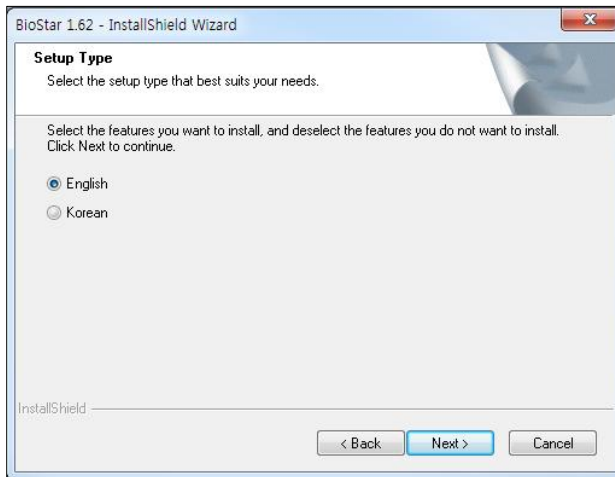 BioStar 1.62 - InstallShield Wizard
Setup Type
Select the setup type that best suits your needs.
Select the features you want to install, and deselect the features you do not want to install.
Click Next to continue.
English
Korean
InstallShield
< Back
Next >
Cancel